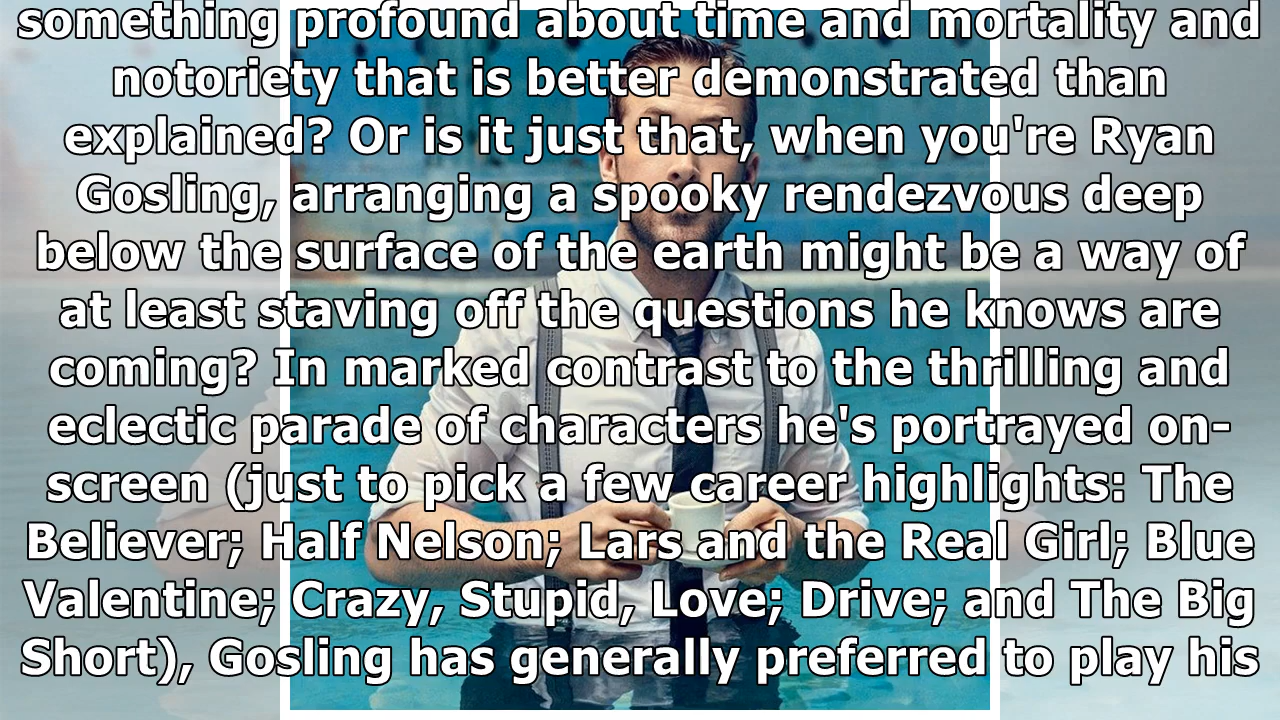 something profound about time and mortality and
notoriety that is better demonstrated than
explained? Or is it just that, when you're Ryan
Gosling, arranging a spooky rendezvous deep
below the surface of the earth might be a way of
at least staving off the questions he knows are
coming? In marked contrast to the thrilling and
eclectic parade of characters he's portrayed on-
screen (just to pick a few career highlights: The
Believer; Half Nelson; Lars and the Real Girl; Blue
Valentine; Crazy, Stupid, Love; Drive; and The Big
Short), Gosling has generally preferred to play his